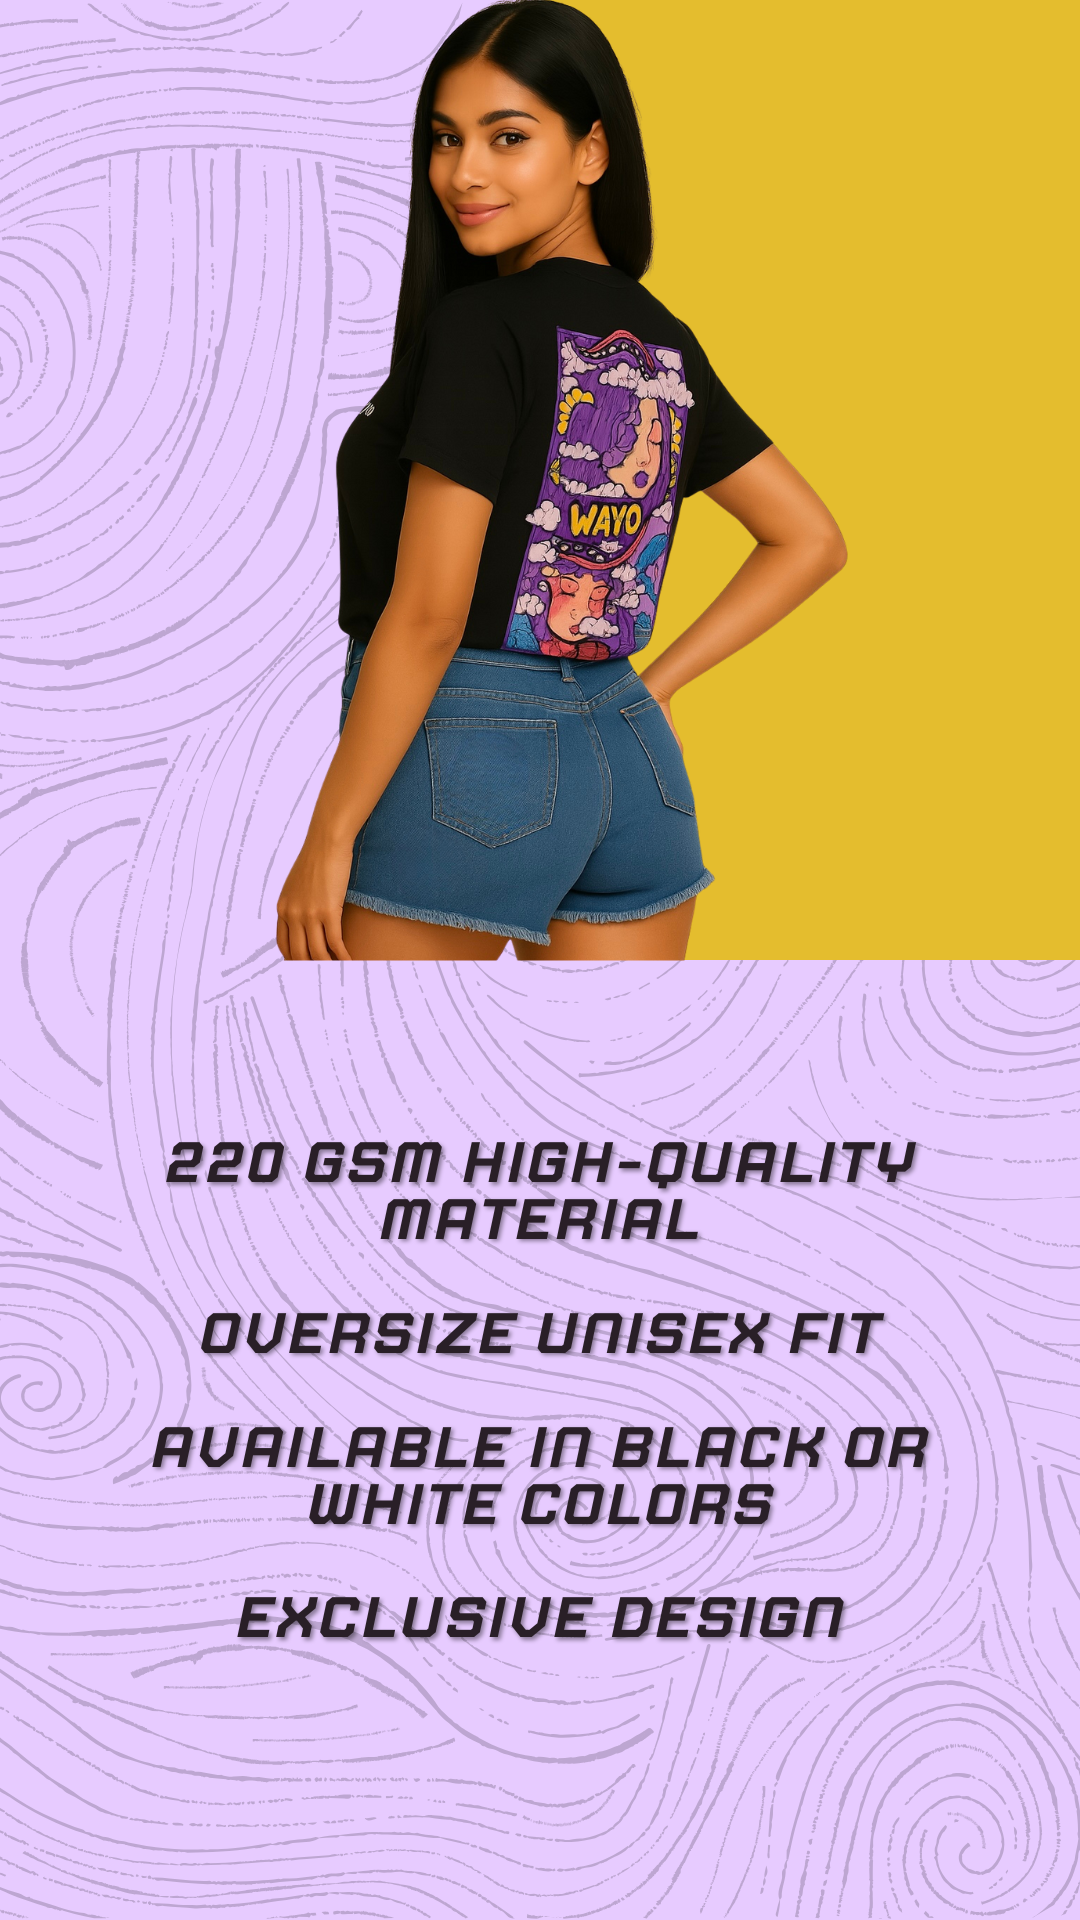 WAYO
220 GSM HIGH-QUALITY
MATERIAL
OVERSIZE UNISEX FIT
AVAILABLE IN BLACK OR
WHITE COLORS
EXCLUSIVE DESIGN